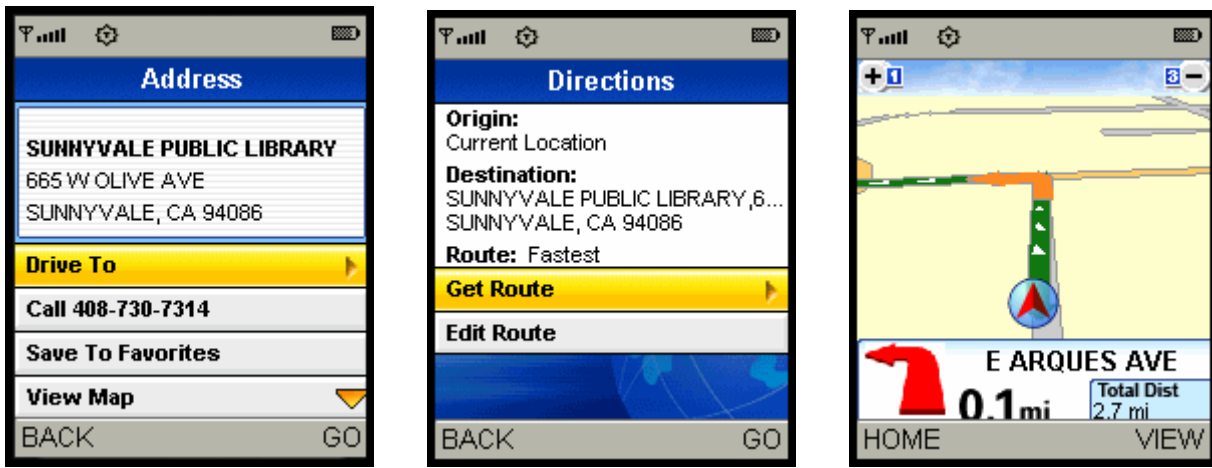 Address
SUNNYVALE PUBLIC LIBRARY
665 W OLIVE AVE
SUNNYVALE, CA 94086
Drive To
Call 408-730-7314
Save To Favorites
View Map
BACK GO
Directions
Origin:
Current Location
Destination:
SUNNYVALE PUBLIC LIBRARY,6...
SUNNYVALE, CA 94086
Route: Fastest
Get Route
Edit Route
BACK GO
1 3
E ARQUES AVE
0.1 mi
Total Dist
2.7 mi
HOME VIEW